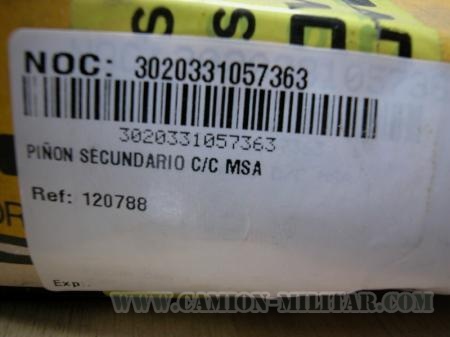 NOC: 3020331057363
3020331057363
PIÑON SECUNDARIO C/C MSA
Ref: 120788
Exp.:
WWW.CAMION-MILITAR.COM